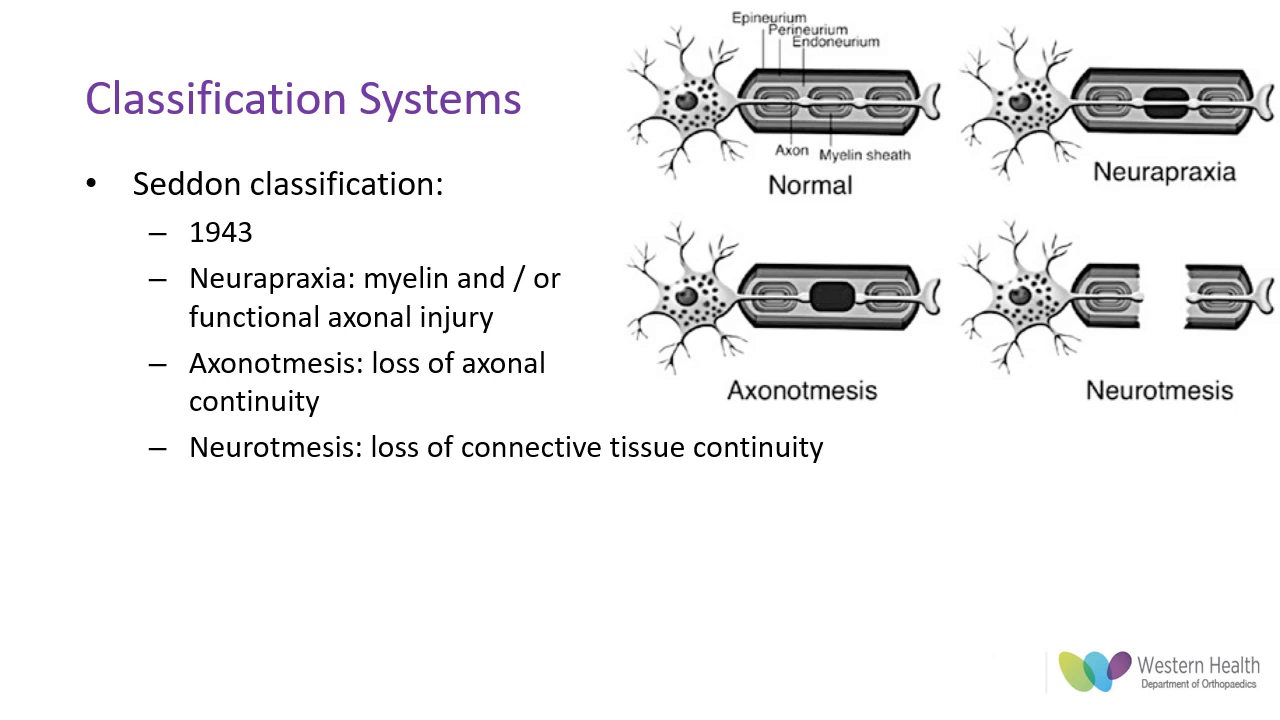 Classification Systems
• Seddon classification:
– 1943
– Neurapraxia: myelin and / or
functional axonal injury
– Axonotmesis: loss of axonal
continuity
– Neurotmesis: loss of connective tissue continuity
Epineurium
Perineurium
Endoneurium
Axon
Myelin sheath
Normal
Neurapraxia
Axonotmesis
Neurotmesis
Western Health
Department of Orthopaedics